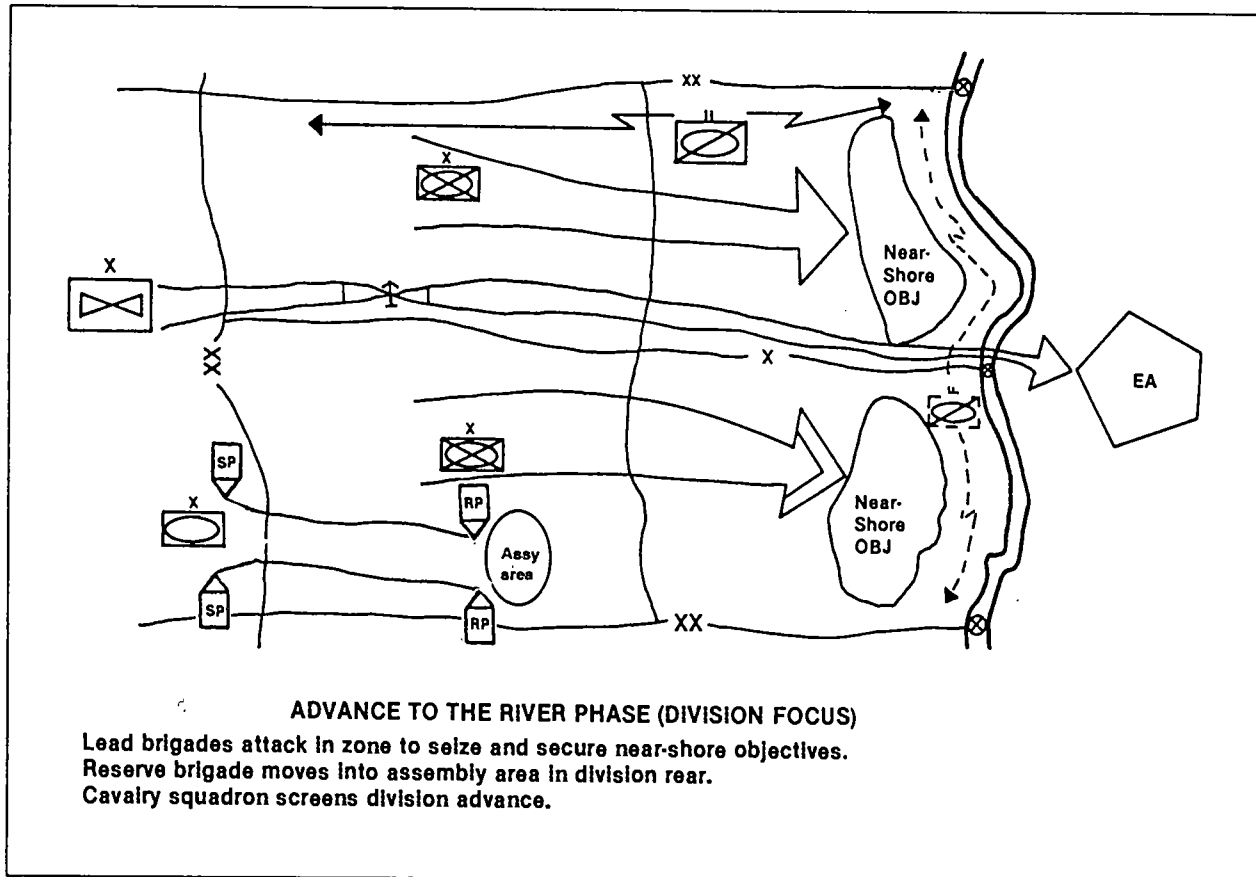 XX
II
X
X
Near-
Shore
OBJ
XX
X
EA
F
X
SP
RP
X
Near-
Shore
OBJ
Assy
area
SP
RP
XX
ADVANCE TO THE RIVER PHASE (DIVISION FOCUS)
Lead brigades attack in zone to seize and secure near-shore objectives.
Reserve brigade moves into assembly area in division rear.
Cavalry squadron screens division advance.